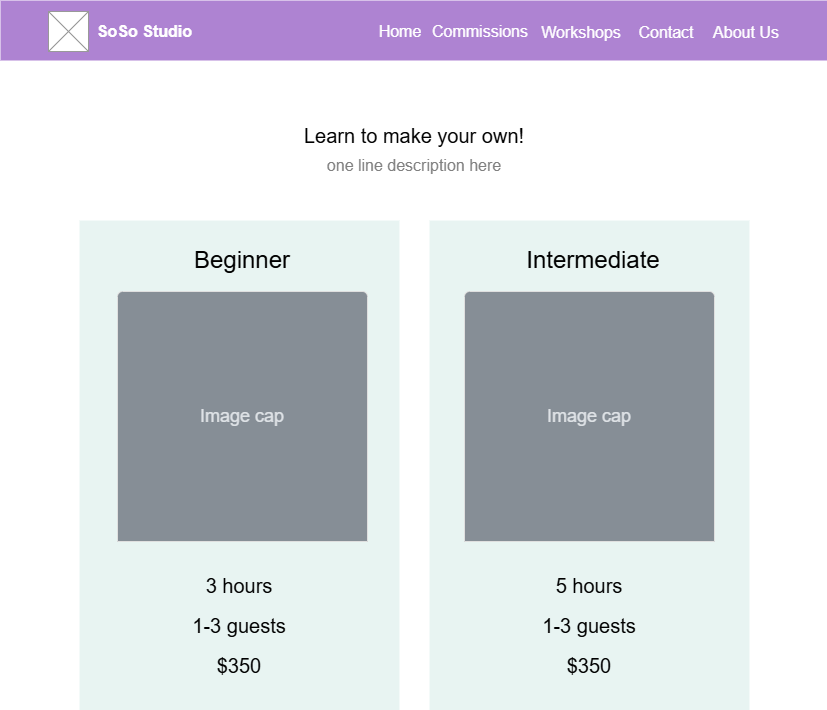 SoSo Studio Home Commissions Workshops Contact About Us
Learn to make your own!
one line description here
Beginner
Image cap
3 hours
1-3 guests
$350
Intermediate
Image cap
5 hours
1-3 guests
$350